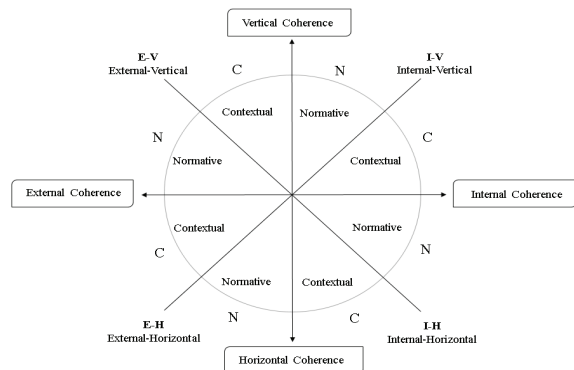 Vertical Coherence
E-V
External-Vertical
I-V
Internal-Vertical
C
N
Contextual
Normative
N
C
Normative
Contextual
External Coherence
Internal Coherence
Contextual
Normative
C
N
Normative
Contextual
E-H
External-Horizontal
N
C
I-H
Internal-Horizontal
Horizontal Coherence